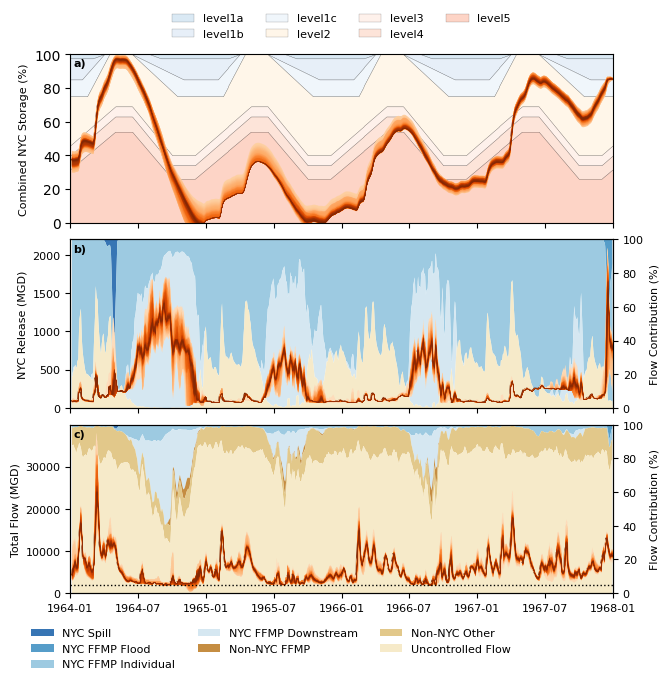 level1a level1c level3 level5
level1b level2 level4
a)
Combined NYC Storage (%)
100
80
60
40
20
0
b)
NYC Release (MGD)
2000
1500
1000
500
0
Flow Contribution (%)
100
80
60
40
20
0
c)
Total Flow (MGD)
30000
20000
10000
0
Flow Contribution (%)
100
80
60
40
20
0
1964-01 1964-07 1965-01 1965-07 1966-01 1966-07 1967-01 1967-07 1968-01
NYC Spill NYC FFMP Downstream Non-NYC Other
NYC FFMP Flood Non-NYC FFMP Uncontrolled Flow
NYC FFMP Individual